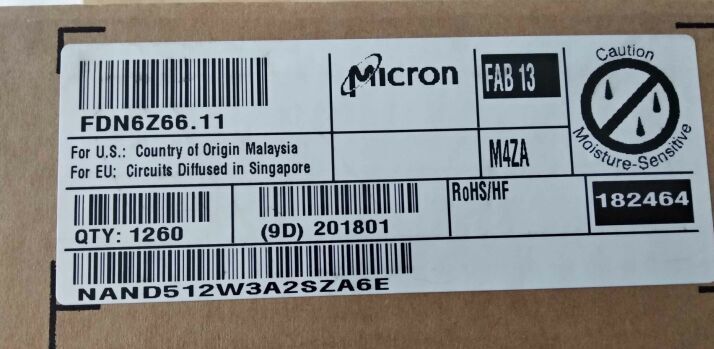 FDN6Z66.11
Micron
FAB 13
Caution
Moisture-Sensitive
For U.S.: Country of Origin Malaysia
For EU: Circuits Diffused in Singapore
M4ZA
QTY: 1260
(9D) 201801
RoHS/HF
182464
NAND512W3A2SZA6E